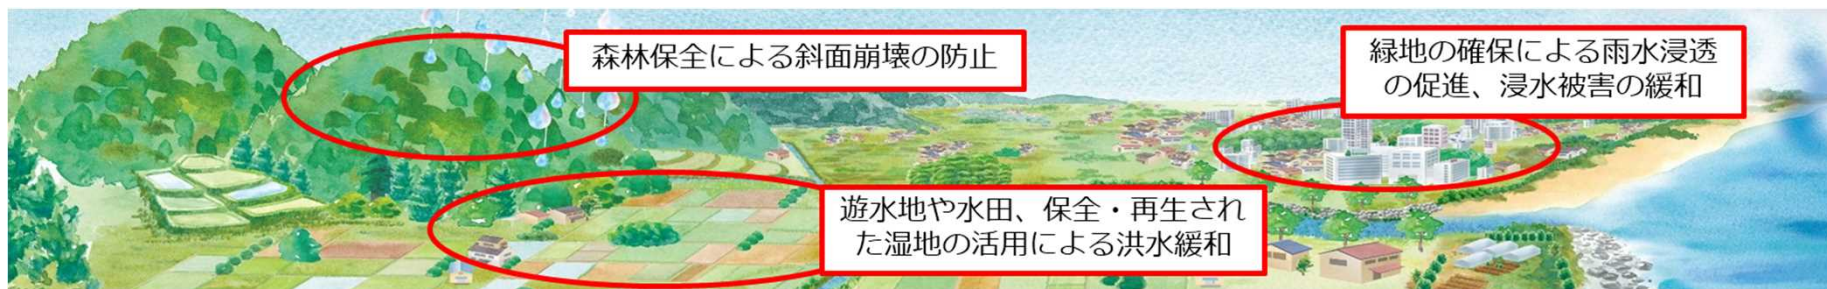 森林保全による斜面崩壊の防止
緑地の確保による雨水浸透
の促進、浸水被害の緩和
遊水地や水田、保全・再生され
た湿地の活用による洪水緩和